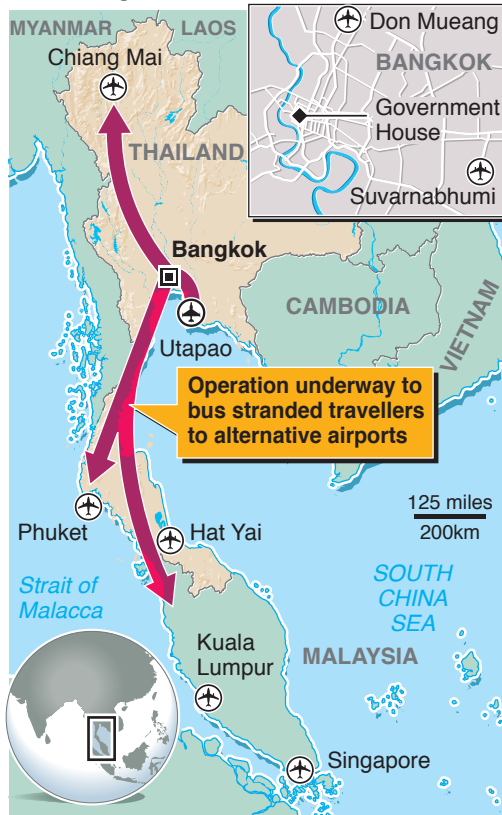 MYANMAR
LAOS
Chiang Mai
THAILAND
Don Mueang
BANGKOK
Government
House
Suvarnabhumi
Bangkok
CAMBODIA
VIETNAM
Utapao
Operation underway to
bus stranded travellers
to alternative airports
125 miles
200km
Phuket
Hat Yai
Strait of
Malacca
SOUTH
CHINA
SEA
Kuala
Lumpur
MALAYSIA
Singapore